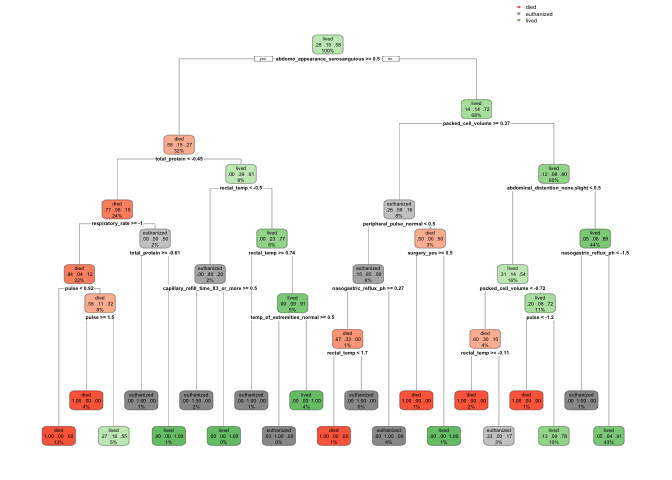 died
euthanized
lived
lived
.28 .15 .58
100%
yes
abdomo_appearance_serosanguious >= 0.5
no
lived
.14 .14 .72
68%
packed_cell_volume >= 0.37
died
.58 .15 .27
32%
total_protein < -0.45
lived
.00 .39 .61
8%
rectal_temp < -0.5
lived
.12 .08 .80
60%
abdominal_distention_none.slight < 0.5
died
.77 .08 .16
24%
respiratory_rate >= -1
euthanized
.26 .58 .16
8%
peripheral_pulse_normal < 0.5
euthanized
.00 .50 .50
2%
total_protein >= -0.61
lived
.00 .23 .77
6%
rectal_temp >= 0.74
died
.50 .00 .50
3%
surgery_yes >= 0.5
lived
.05 .06 .89
44%
nasogastric_reflux_ph < -1.5
died
.84 .04 .12
22%
pulse < 0.92
euthanized
.00 .80 .20
2%
capillary_refill_time_X3_or_more >= 0.5
euthanized
.15 .85 .00
6%
nasogastric_reflux_ph >= 0.27
lived
.31 .14 .54
16%
packed_cell_volume < -0.72
died
.58 .11 .32
8%
pulse >= 1.5
lived
.00 .09 .91
5%
temp_of_extremities_normal >= 0.5
lived
.20 .08 .72
11%
pulse < -1.2
died
.67 .33 .00
1%
rectal_temp < 1.7
died
.60 .30 .10
4%
rectal_temp >= -0.11
died
1.00 .00 .00
4%
euthanized
.00 1.00 .00
1%
euthanized
.00 1.00 .00
2%
euthanized
.00 1.00 .00
1%
lived
.00 .00 1.00
4%
euthanized
.00 1.00 .00
0%
died
1.00 .00 .00
1%
died
1.00 .00 .00
2%
died
1.00 .00 .00
1%
euthanized
.00 1.00 .00
1%
died
1.00 .00 .00
13%
lived
.27 .18 .55
5%
lived
.00 .00 1.00
1%
lived
.00 .00 1.00
0%
euthanized
.00 1.00 .00
0%
died
1.00 .00 .00
1%
euthanized
.00 1.00 .00
4%
lived
.00 .00 1.00
1%
euthanized
.33 .50 .17
3%
lived
.13 .09 .78
10%
lived
.05 .04 .91
43%